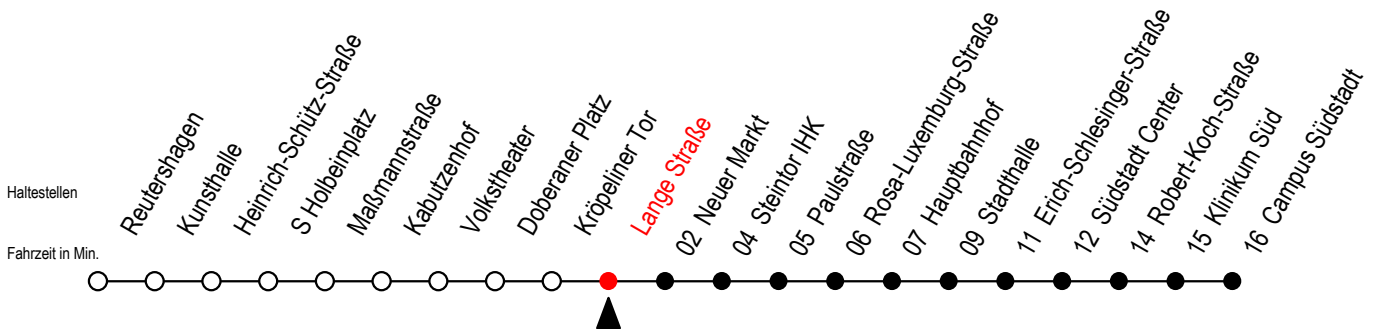 Haltestellen
Reutershagen
Kunsthalle
Heinrich-Schütz-Straße
S Holbeinplatz
Maßmannstraße
Kabutzenhof
Volkstheater
Doberaner Platz
Kröpeliner Tor
Lange Straße
02 Neuer Markt
04 Steintor IHK
05 Paulstraße
06 Rosa-Luxemburg-Straße
07 Hauptbahnhof
09 Stadthalle
11 Erich-Schlesinger-Straße
12 Südstadt Center
14 Robert-Koch-Straße
15 Klinikum Süd
16 Campus Südstadt
Fahrzeit in Min.